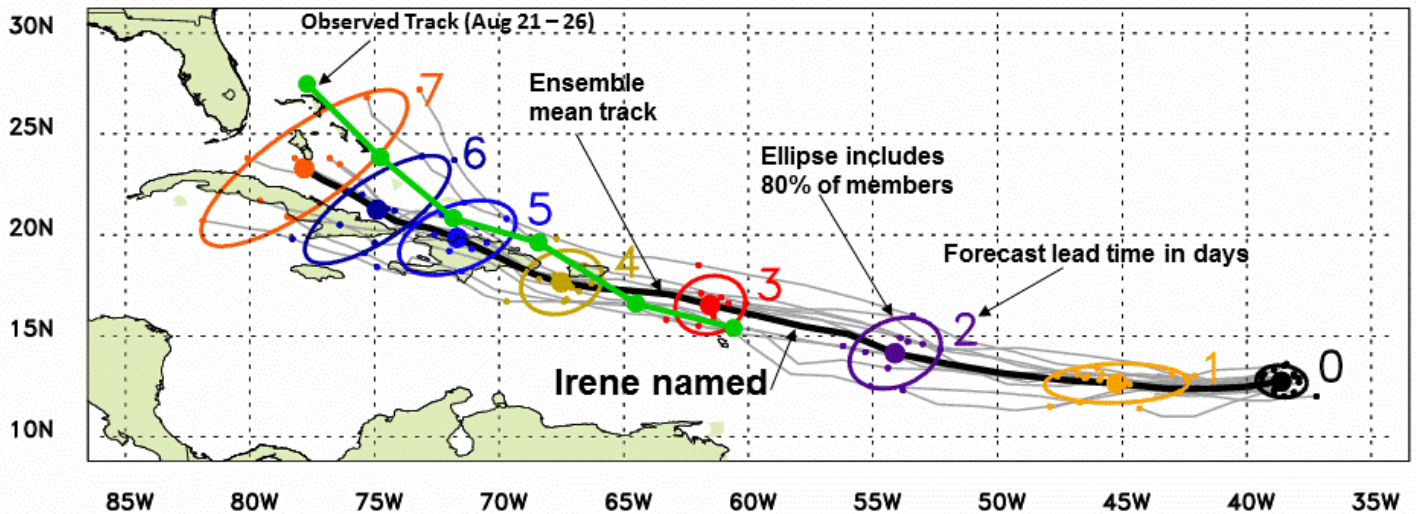 30N
Observed Track (Aug 21 – 26)
7
Ensemble
mean track
25N
6
Ellipse includes
80% of members
5
20N
4
Forecast lead time in days
3
2
15N
Irene named
1
0
10N
85W 80W 75W 70W 65W 60W 55W 50W 45W 40W 35W